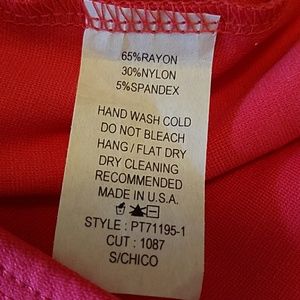 65%RAYON
30%NYLON
5%SPANDEX
HAND WASH COLD
DO NOT BLEACH
HANG / FLAT DRY
DRY CLEANING
RECOMMENDED
MADE IN U.S.A.
STYLE : PT71195-1
CUT : 1087
S/CHICO